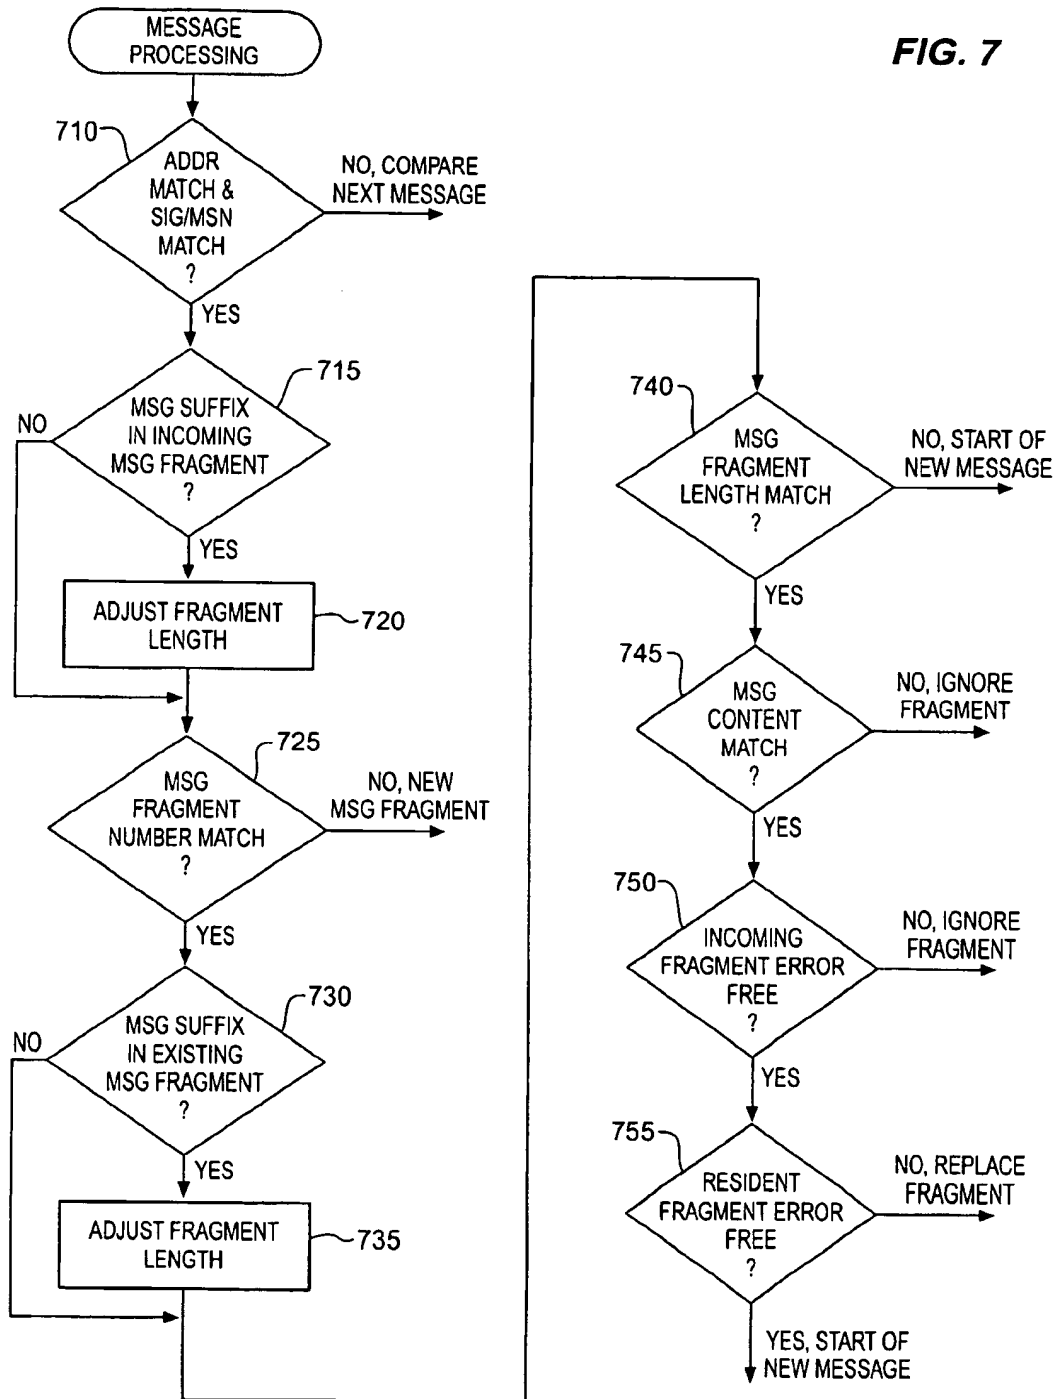 MESSAGE
PROCESSING
FIG. 7
710
ADDR
MATCH &
SIG/MSN
MATCH
?
NO, COMPARE
NEXT MESSAGE
YES
715
MSG SUFFIX
IN INCOMING
MSG FRAGMENT
?
NO
YES
ADJUST FRAGMENT
LENGTH
720
725
MSG
FRAGMENT
NUMBER MATCH
?
NO, NEW
MSG FRAGMENT
YES
730
MSG SUFFIX
IN EXISTING
MSG FRAGMENT
?
NO
YES
ADJUST FRAGMENT
LENGTH
735
740
MSG
FRAGMENT
LENGTH MATCH
?
NO, START OF
NEW MESSAGE
YES
745
MSG
CONTENT
MATCH
?
NO, IGNORE
FRAGMENT
YES
750
INCOMING
FRAGMENT ERROR
FREE
?
NO, IGNORE
FRAGMENT
YES
755
RESIDENT
FRAGMENT ERROR
FREE
?
NO, REPLACE
FRAGMENT
YES, START OF
NEW MESSAGE